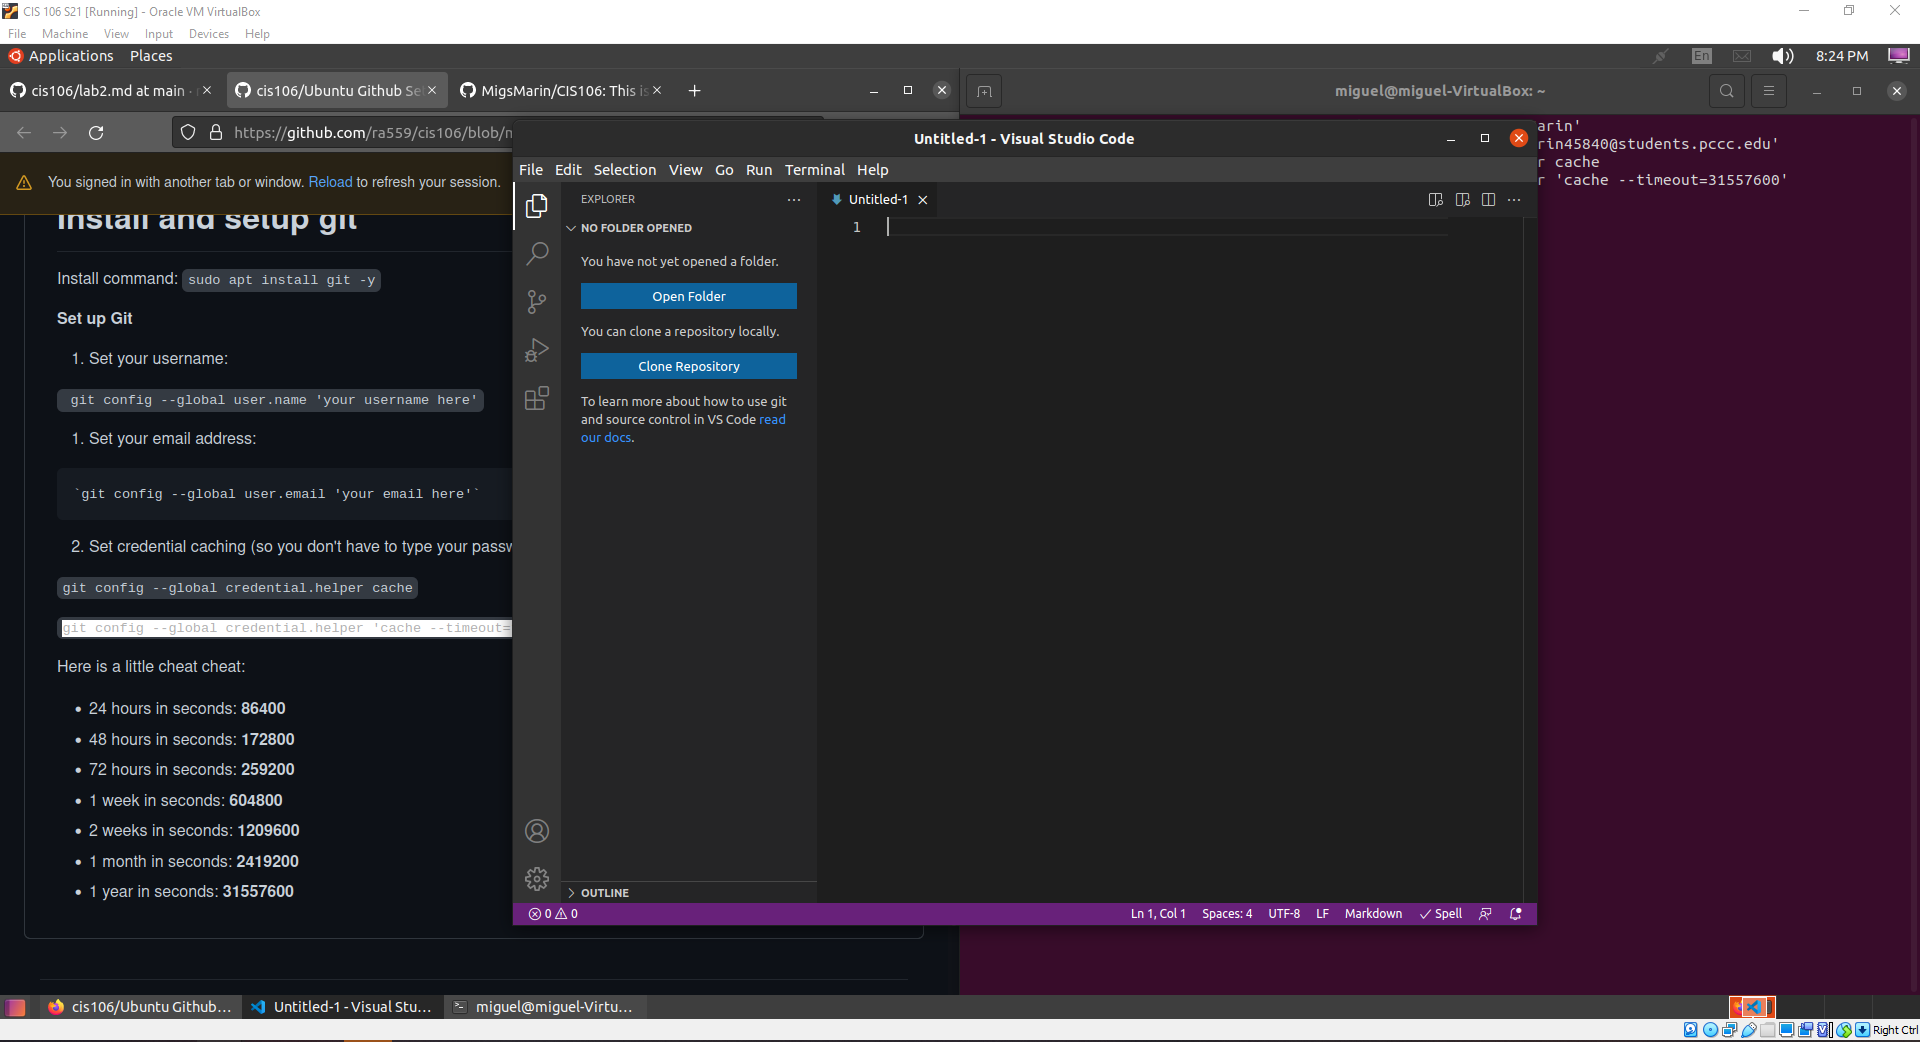 CIS 106 S21 [Running] - Oracle VM VirtualBox
File Machine View Input Devices Help
Applications Places
En
8:24 PM
cis106/lab2.md at main
cis106/Ubuntu Github Se
MigsMarin/CIS106: This is
miguel@miguel-VirtualBox: ~
https://github.com/ra559/cis106/blob/
You signed in with another tab or window. Reload to refresh your session.
Install and setup git
Install command: sudo apt install git -y
Set up Git
1. Set your username:
git config --global user.name 'your username here'
1. Set your email address:
`git config --global user.email 'your email here'`
2. Set credential caching (so you don't have to type your passw
git config --global credential.helper cache
git config --global credential.helper 'cache --timeout=
Here is a little cheat cheat:
• 24 hours in seconds: 86400
• 48 hours in seconds: 172800
• 72 hours in seconds: 259200
• 1 week in seconds: 604800
• 2 weeks in seconds: 1209600
• 1 month in seconds: 2419200
• 1 year in seconds: 31557600
Untitled-1 - Visual Studio Code
File Edit Selection View Go Run Terminal Help
EXPLORER
NO FOLDER OPENED
You have not yet opened a folder.
Open Folder
You can clone a repository locally.
Clone Repository
To learn more about how to use git
and source control in VS Code read
our docs.
OUTLINE
Untitled-1
1
0 0
Ln 1, Col 1 Spaces: 4 UTF-8 LF Markdown Spell
arin'
rin45840@students.pccc.edu'
r cache
r 'cache --timeout=31557600'
cis106/Ubuntu Github...
Untitled-1 - Visual Stu...
miguel@miguel-Virtu...
Right Ctrl